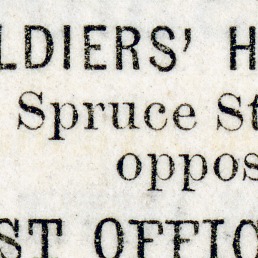 LDIERS' H
Spruce St
oppos
ST OFFIC